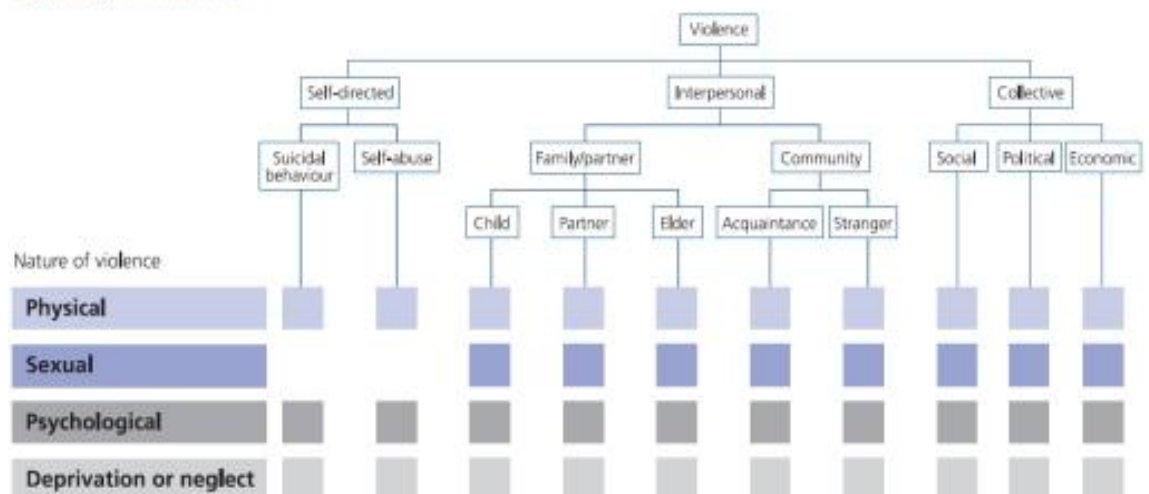 Violence
Self-directed Interpersonal Collective
Suicidal behaviour Self-abuse Family/partner Community Social Political Economic
Child Partner Elder Acquaintance Stranger
Nature of violence
Physical
Sexual
Psychological
Deprivation or neglect